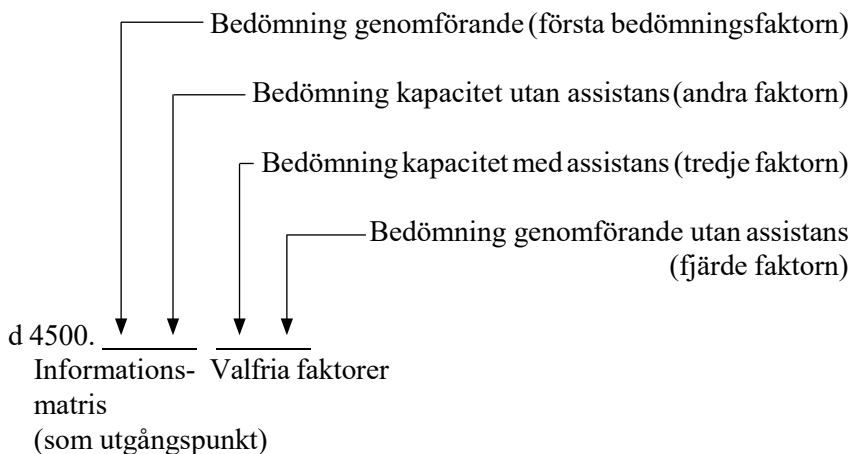 Bedömning genomförande (första bedömningsfaktorn)
Bedömning kapacitet utan assistans (andra faktorn)
Bedömning kapacitet med assistans (tredje faktorn)
Bedömning genomförande utan assistans
(fjärde faktorn)
d 4500.
Informations- Valfria faktorer
matris
(som utgångspunkt)